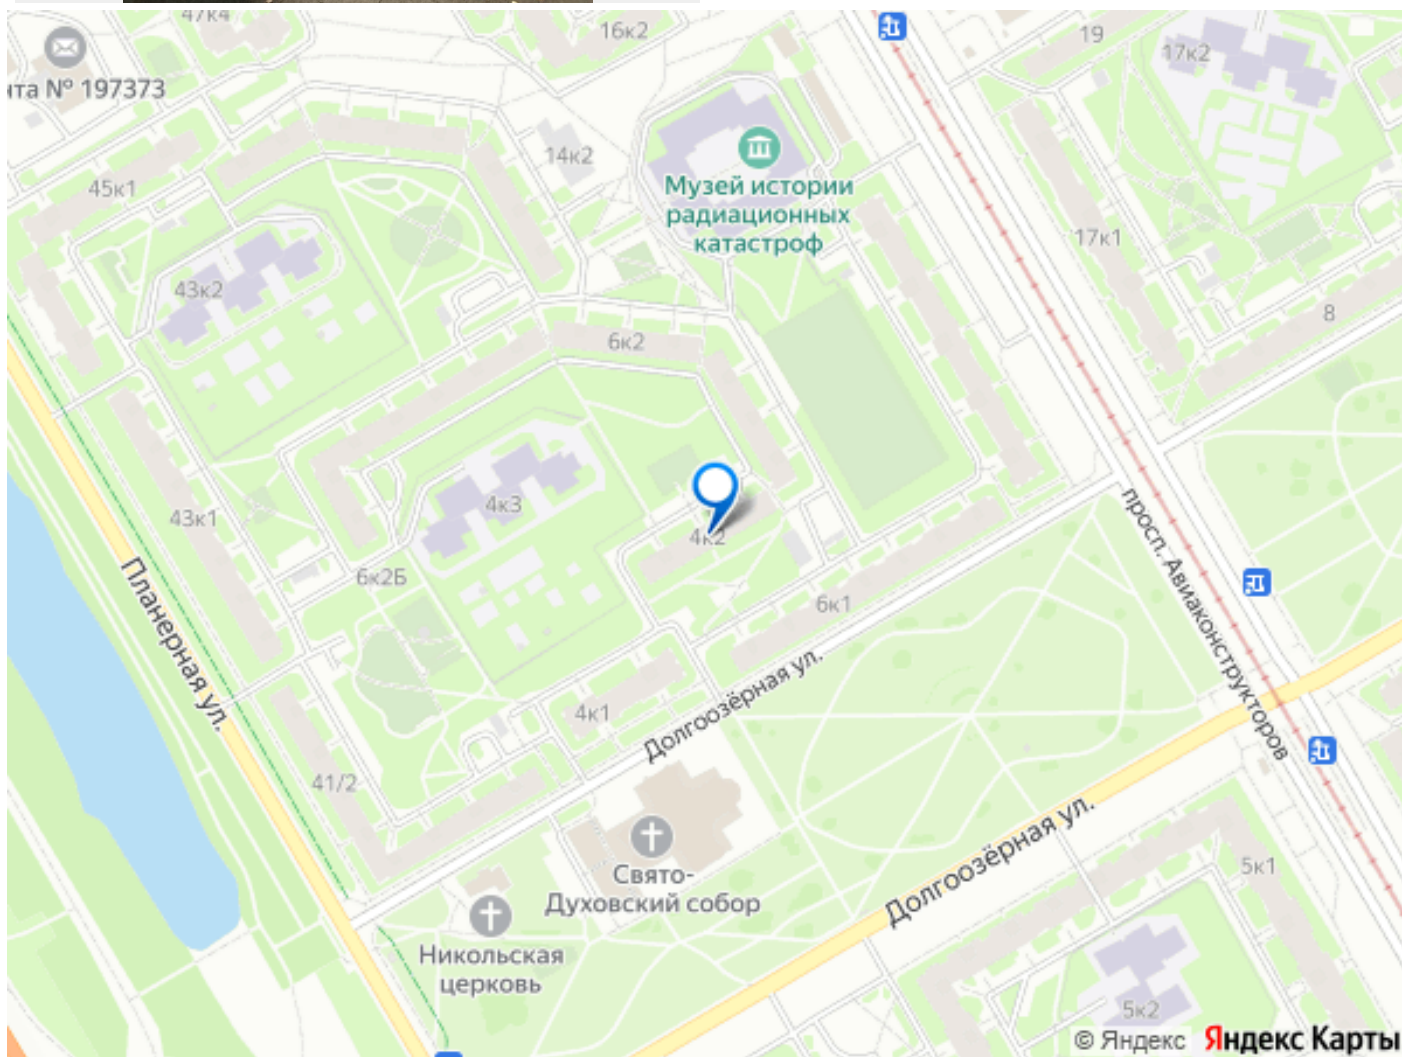 47к4
16к2
19
17к2
нта № 197373
14к2
45к1
Музей истории
радиационных
катастроф
17к1
43к2
8
6к2
4к3
43к1
4к2
просп. Авиаконструкторов
6к2Б
6к1
Планерная ул.
4к1
Долгоозёрная ул.
41/2
Свято-
Духовский собор
Долгоозёрная ул.
5к1
Никольская
церковь
5к2
© Яндекс Яндекс Карты